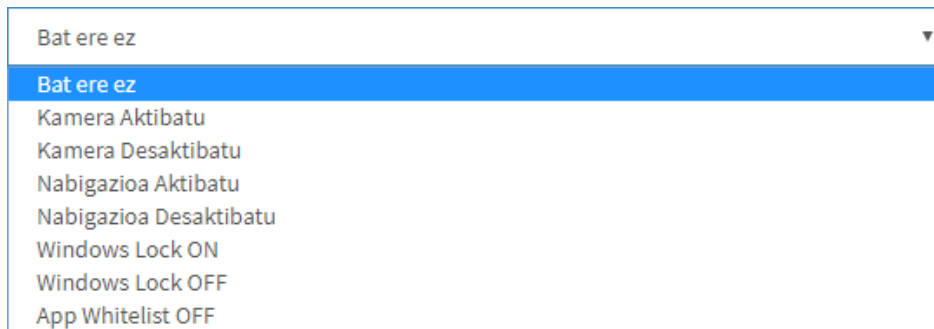 Bat ere ez
Bat ere ez
Kamera Aktibatu
Kamera Desaktibatu
Nabigazioa Aktibatu
Nabigazioa Desaktibatu
Windows Lock ON
Windows Lock OFF
App Whitelist OFF